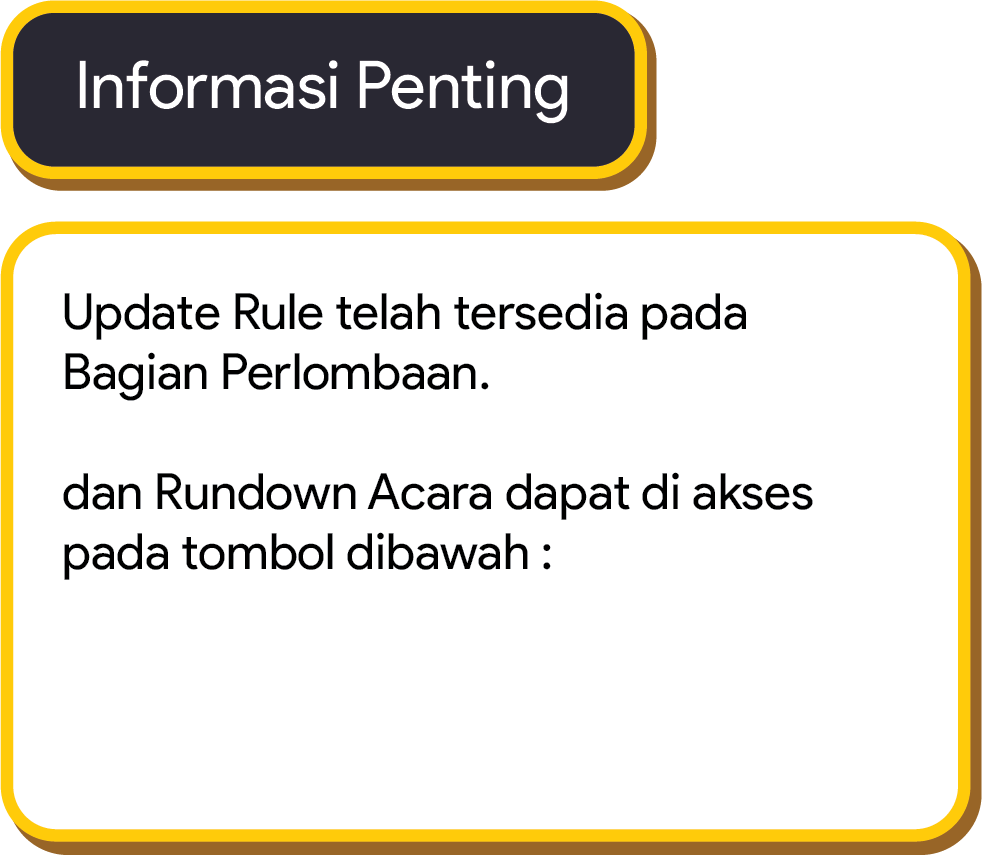 Informasi Penting
Update Rule telah tersedia pada
Bagian Perlombaan.
dan Rundown Acara dapat di akses
pada tombol dibawah :